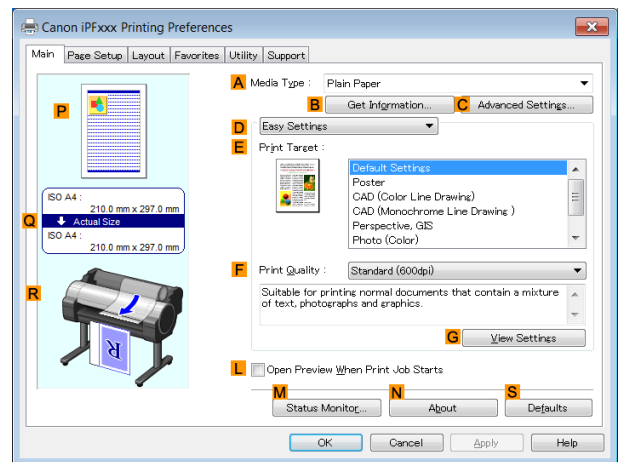 Canon iPFxxx Printing Preferences
Main Page Setup Layout Favorites Utility Support
A Media Type : Plain Paper
B Get Information... C Advanced Settings...
P
D Easy Settings
E Print Target :
Default Settings
Poster
CAD (Color Line Drawing)
CAD (Monochrome Line Drawing )
Perspective, GIS
Photo (Color)
ISO A4 :
210.0 mm x 297.0 mm
Q Actual Size
ISO A4 :
210.0 mm x 297.0 mm
F Print Quality : Standard (600dpi)
Suitable for printing normal documents that contain a mixture
of text, photographs and graphics.
R
R
G View Settings
L Open Preview When Print Job Starts
M Status Monitor... N About S Defaults
OK Cancel Apply Help